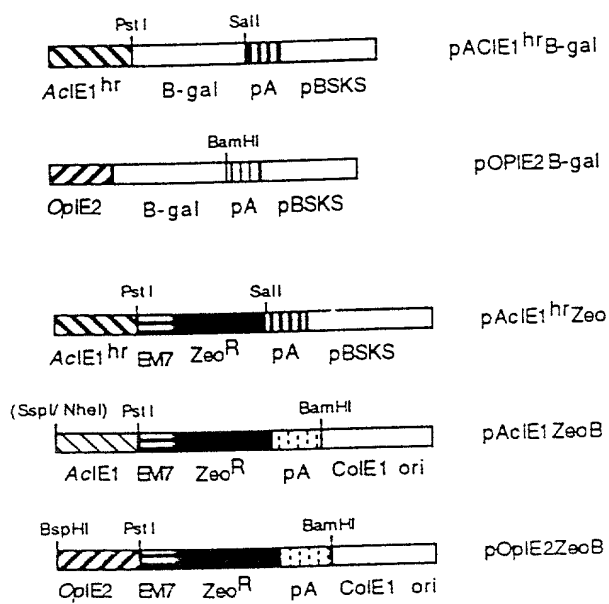 PstI SalI
pACIE1hrB-gal
AcIE1hr B-gal pA pBSKS
BamHI
pOPIE2B-gal
OpIE2 B-gal pA pBSKS
PstI SalI
pAcIE1hrZeo
AcIE1hr EM7 ZeoR pA pBSKS
(SspI/NheI) PstI BamHI
pAcIE1ZeoB
AcIE1 EM7 ZeoR pA ColE1 ori
BspHI PstI BamHI
pOpIE2ZeoB
OpIE2 EM7 ZeoR pA ColE1 ori